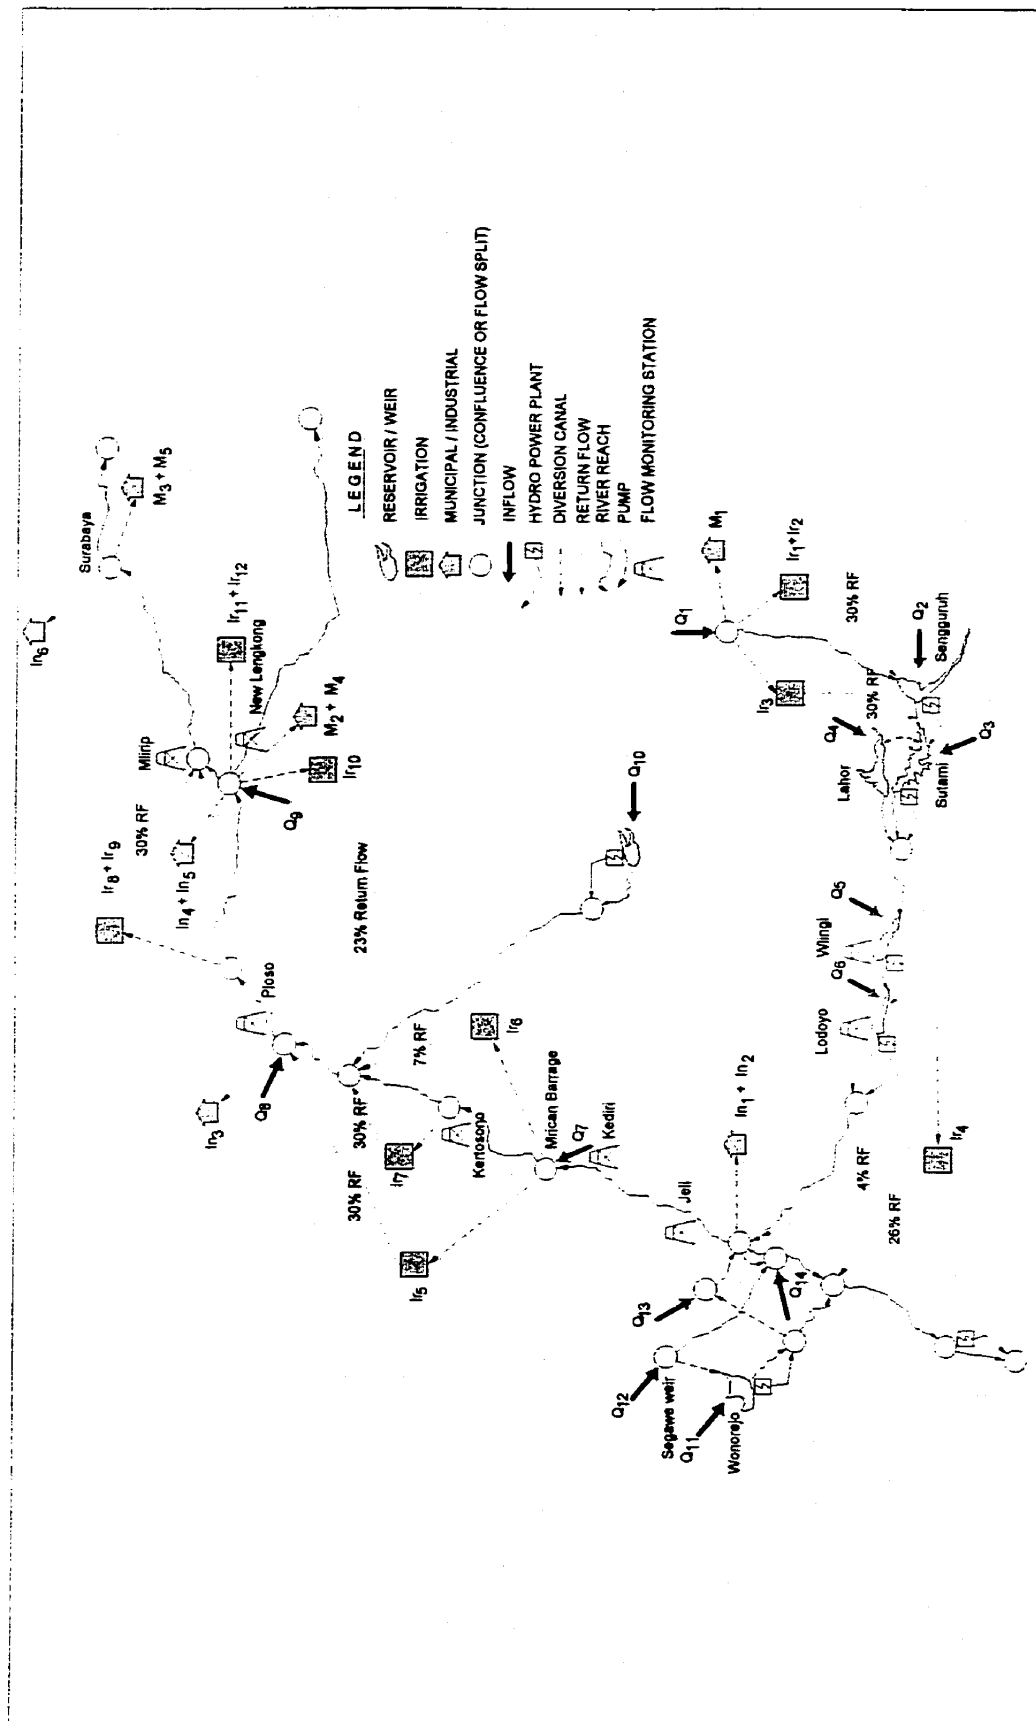 In6
Surabaya
M3 + M5
Mlirip
Ir11 + Ir12
New Lengkong
M2 + M4
Ir10
Q9
30% RF
In4 + In5
Ir8 + Ir9
Ploso
23% Return Flow
In3
Q8
30% RF
30% RF
7% RF
Ir7
Kertosono
Ir6
Mrican Barrage
Q7
Kediri
Ir5
Q10
LEGEND
RESERVOIR / WEIR
IRRIGATION
MUNICIPAL / INDUSTRIAL
JUNCTION (CONFLUENCE OR FLOW SPLIT)
INFLOW
HYDRO POWER PLANT
DIVERSION CANAL
RETURN FLOW
RIVER REACH
PUMP
FLOW MONITORING STATION
Q1
M1
Ir1 + Ir2
Ir3
30% RF
30% RF
Q2
Sengguruh
Q4
Lahor
Q3
Sutami
Q5
Wlingi
Q6
Lodoyo
Ir4
4% RF
26% RF
In1 + In2
Jeli
Q13
Q14
Q12
Segawe weir
Q11
Wonorejo